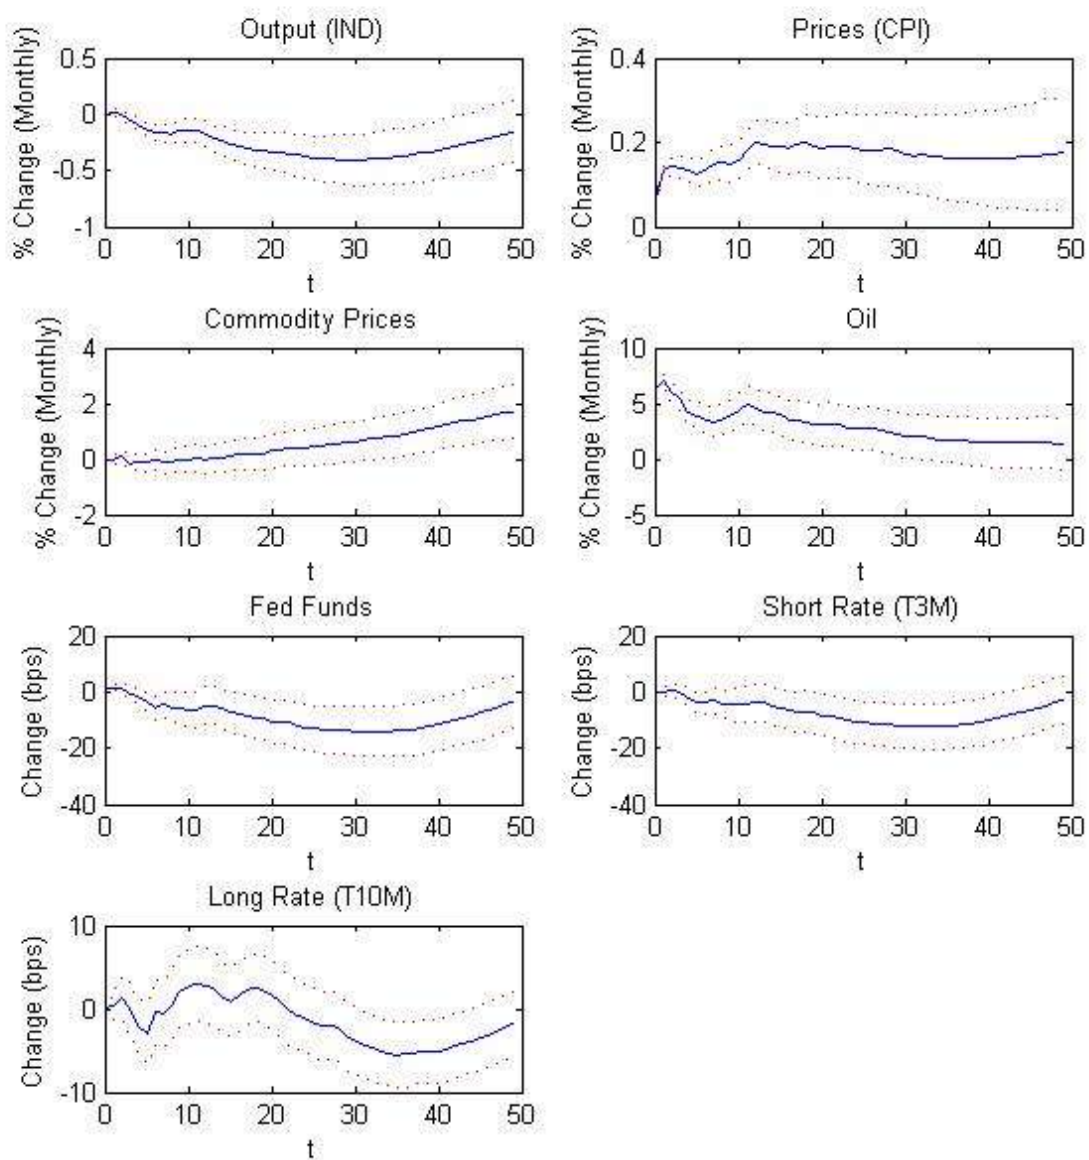 Output (IND)
% Change (Monthly)
0.5
0
-0.5
-1
0 10 20 30 40 50
t
Prices (CPI)
% Change (Monthly)
0.4
0.2
0
0 10 20 30 40 50
t
Commodity Prices
% Change (Monthly)
4
2
0
-2
0 10 20 30 40 50
t
Oil
% Change (Monthly)
10
5
0
-5
0 10 20 30 40 50
t
Fed Funds
Change (bps)
20
0
-20
-40
0 10 20 30 40 50
t
Short Rate (T3M)
Change (bps)
20
0
-20
-40
0 10 20 30 40 50
t
Long Rate (T10M)
Change (bps)
10
0
-10
0 10 20 30 40 50
t